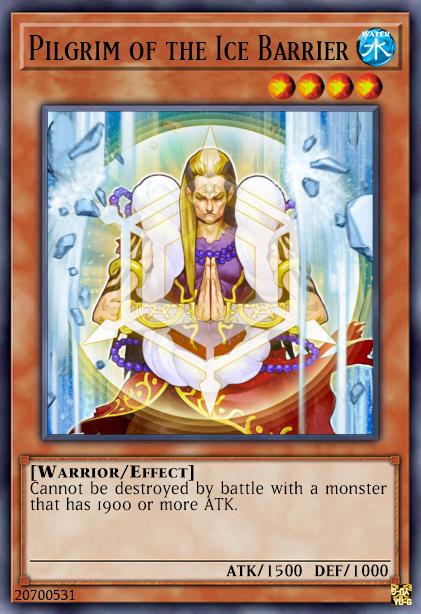 Pilgrim of the Ice Barrier
WATER
水
[Warrior/Effect]
Cannot be destroyed by battle with a monster
that has 1900 or more ATK.
ATK/1500 DEF/1000
20700531